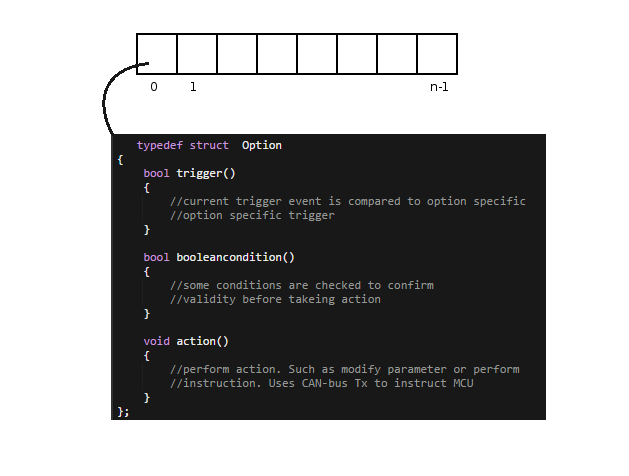 0 1 n-1
typedef struct Option
{
bool trigger()
{
//current trigger event is compared to option specific
//option specific trigger
}
bool booleancondition()
{
//some conditions are checked to confirm
//validity before takeing action
}
void action()
{
//perform action. Such as modify parameter or perform
//instruction. Uses CAN-bus Tx to instruct MCU
}
};